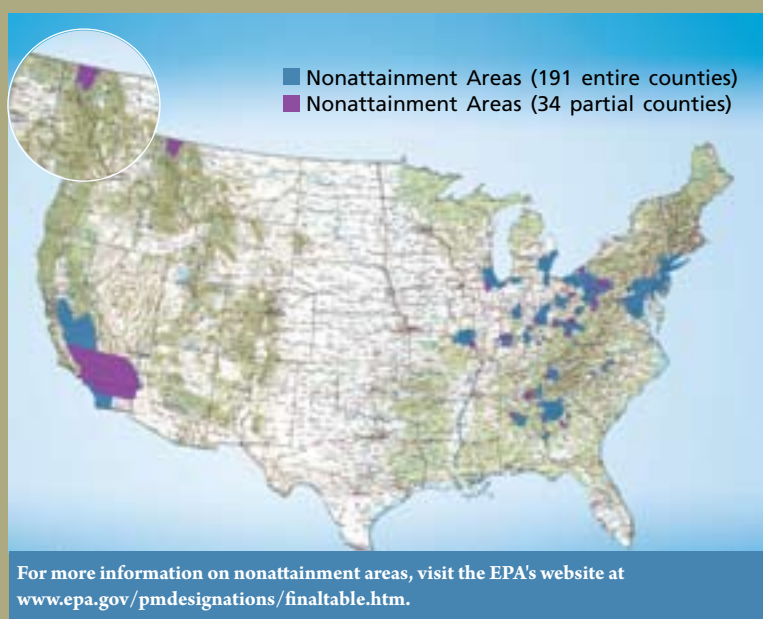 Nonattainment Areas (191 entire counties)
Nonattainment Areas (34 partial counties)
For more information on nonattainment areas, visit the EPA's website at
www.epa.gov/pmdesignations/finaltable.htm.